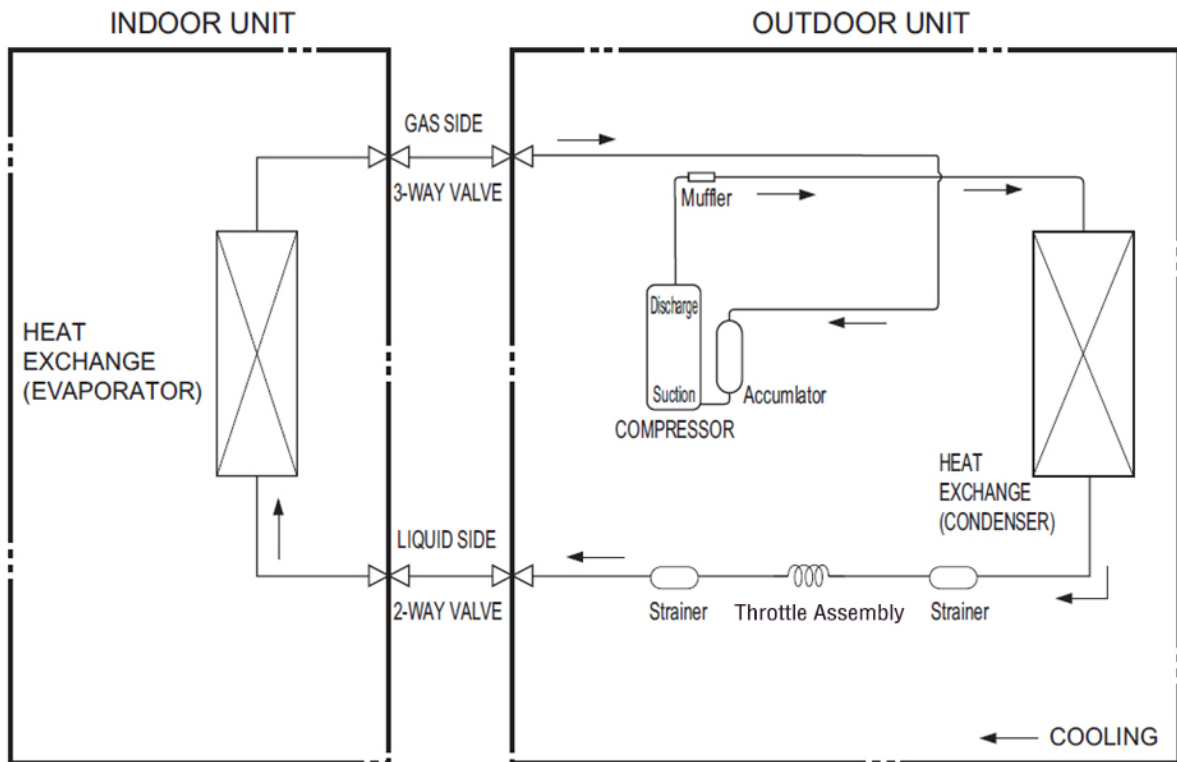 INDOOR UNIT
OUTDOOR UNIT
GAS SIDE
3-WAY VALVE
Muffler
HEAT
EXCHANGE
(EVAPORATOR)
Discharge
Suction
Accumlator
COMPRESSOR
HEAT
EXCHANGE
(CONDENSER)
LIQUID SIDE
2-WAY VALVE
Strainer
Throttle Assembly
Strainer
COOLING